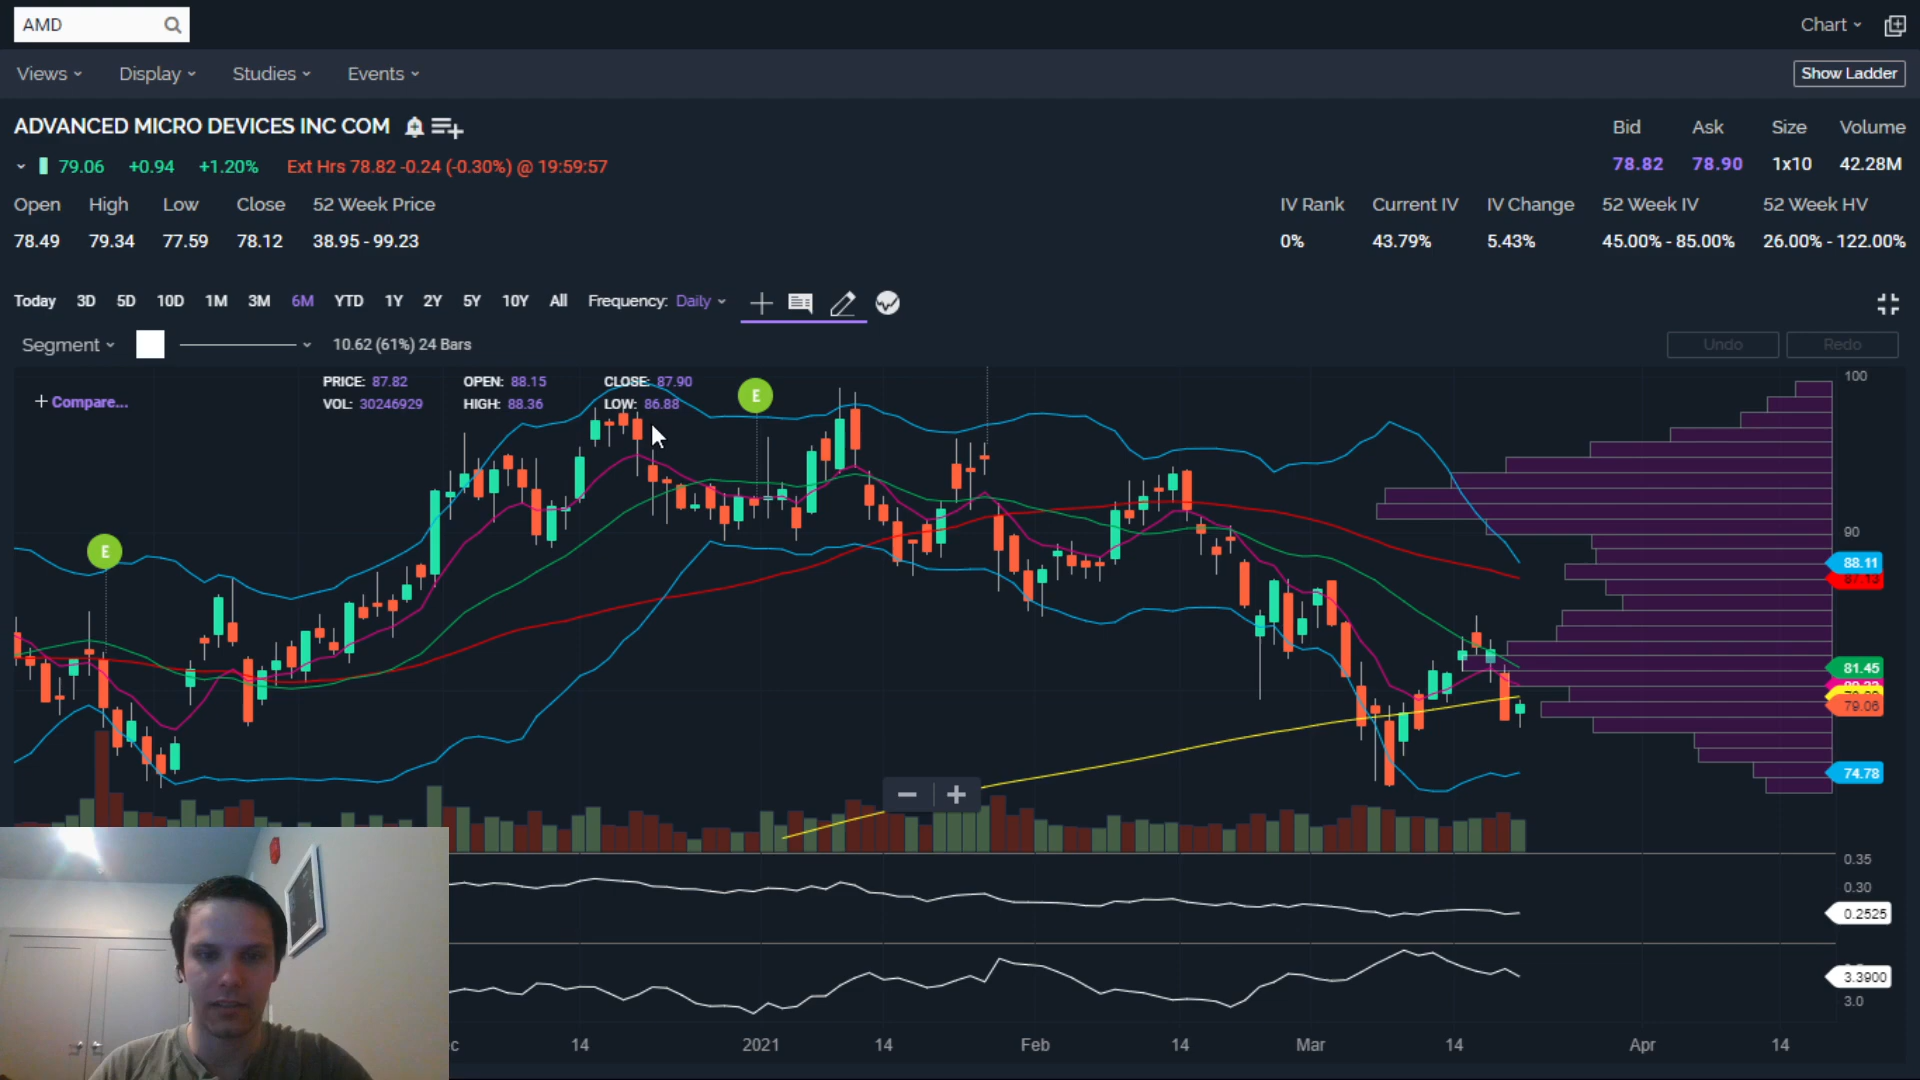 AMD
Chart
Views Display Studies Events
Show Ladder
ADVANCED MICRO DEVICES INC COM
Bid Ask Size Volume
79.06 +0.94 +1.20% Ext Hrs 78.82 -0.24 (-0.30%) @ 19:59:57
78.82 78.90 1x10 42.28M
Open High Low Close 52 Week Price
IV Rank Current IV IV Change 52 Week IV 52 Week HV
78.49 79.34 77.59 78.12 38.95 - 99.23
0% 43.79% 5.43% 45.00% - 85.00% 26.00% - 122.00%
Today 3D 5D 10D 1M 3M 6M YTD 1Y 2Y 5Y 10Y All Frequency: Daily
Segment 10.62 (61%) 24 Bars
Undo Redo
+ Compare...
PRICE: 87.82 OPEN: 88.15 CLOSE: 87.90
VOL: 30246929 HIGH: 88.36 LOW: 86.88
E
E
100
90
88.11
87.13
81.45
79.06
74.78
0.35
0.30
0.2525
3.3900
3.0
14 2021 14 Feb 14 Mar 14 Apr 14